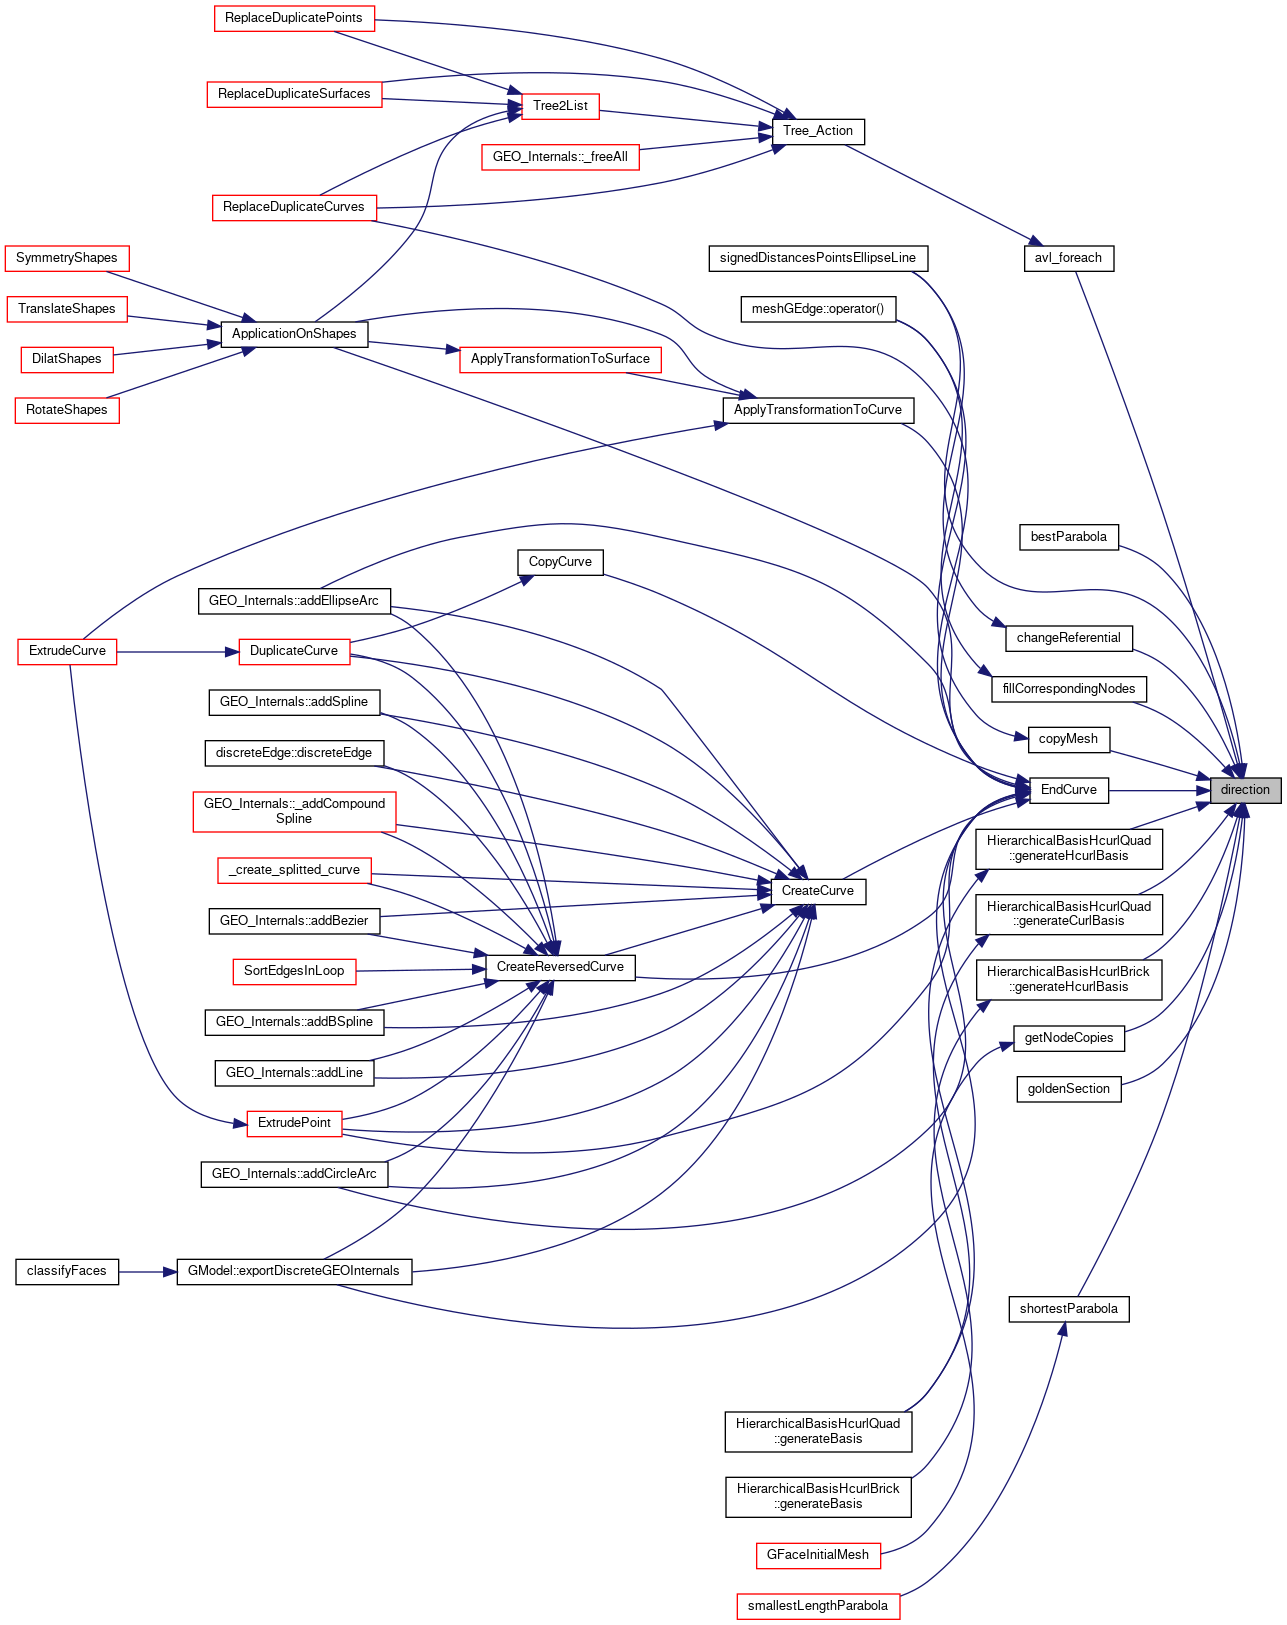 ReplaceDuplicatePoints
ReplaceDuplicateSurfaces
Tree2List
Tree_Action
GEO_Internals::_freeAll
ReplaceDuplicateCurves
SymmetryShapes
signedDistancesPointsEllipseLine
avl_foreach
TranslateShapes
meshGEdge::operator()
ApplicationOnShapes
DilatShapes
ApplyTransformationToSurface
RotateShapes
ApplyTransformationToCurve
bestParabola
CopyCurve
GEO_Internals::addEllipseArc
changeReferential
ExtrudeCurve
DuplicateCurve
fillCorrespondingNodes
GEO_Internals::addSpline
copyMesh
discreteEdge::discreteEdge
EndCurve
direction
GEO_Internals::_addCompound
Spline
HierarchicalBasisHcurlQuad
::generateHcurlBasis
_create_splitted_curve
CreateCurve
HierarchicalBasisHcurlQuad
::generateCurlBasis
GEO_Internals::addBezier
SortEdgesInLoop
CreateReversedCurve
HierarchicalBasisHcurlBrick
::generateHcurlBasis
GEO_Internals::addBSpline
getNodeCopies
GEO_Internals::addLine
goldenSection
ExtrudePoint
GEO_Internals::addCircleArc
classifyFaces
GModel::exportDiscreteGEOInternals
shortestParabola
HierarchicalBasisHcurlQuad
::generateBasis
HierarchicalBasisHcurlBrick
::generateBasis
GFaceInitialMesh
smallestLengthParabola